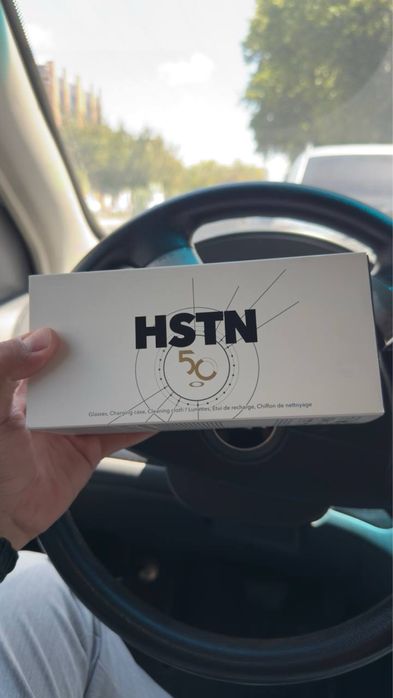 HSTN
50
Glasses, Charging case, Cleaning cloth / Lunettes, Étui de recharge, Chiffon de nettoyage